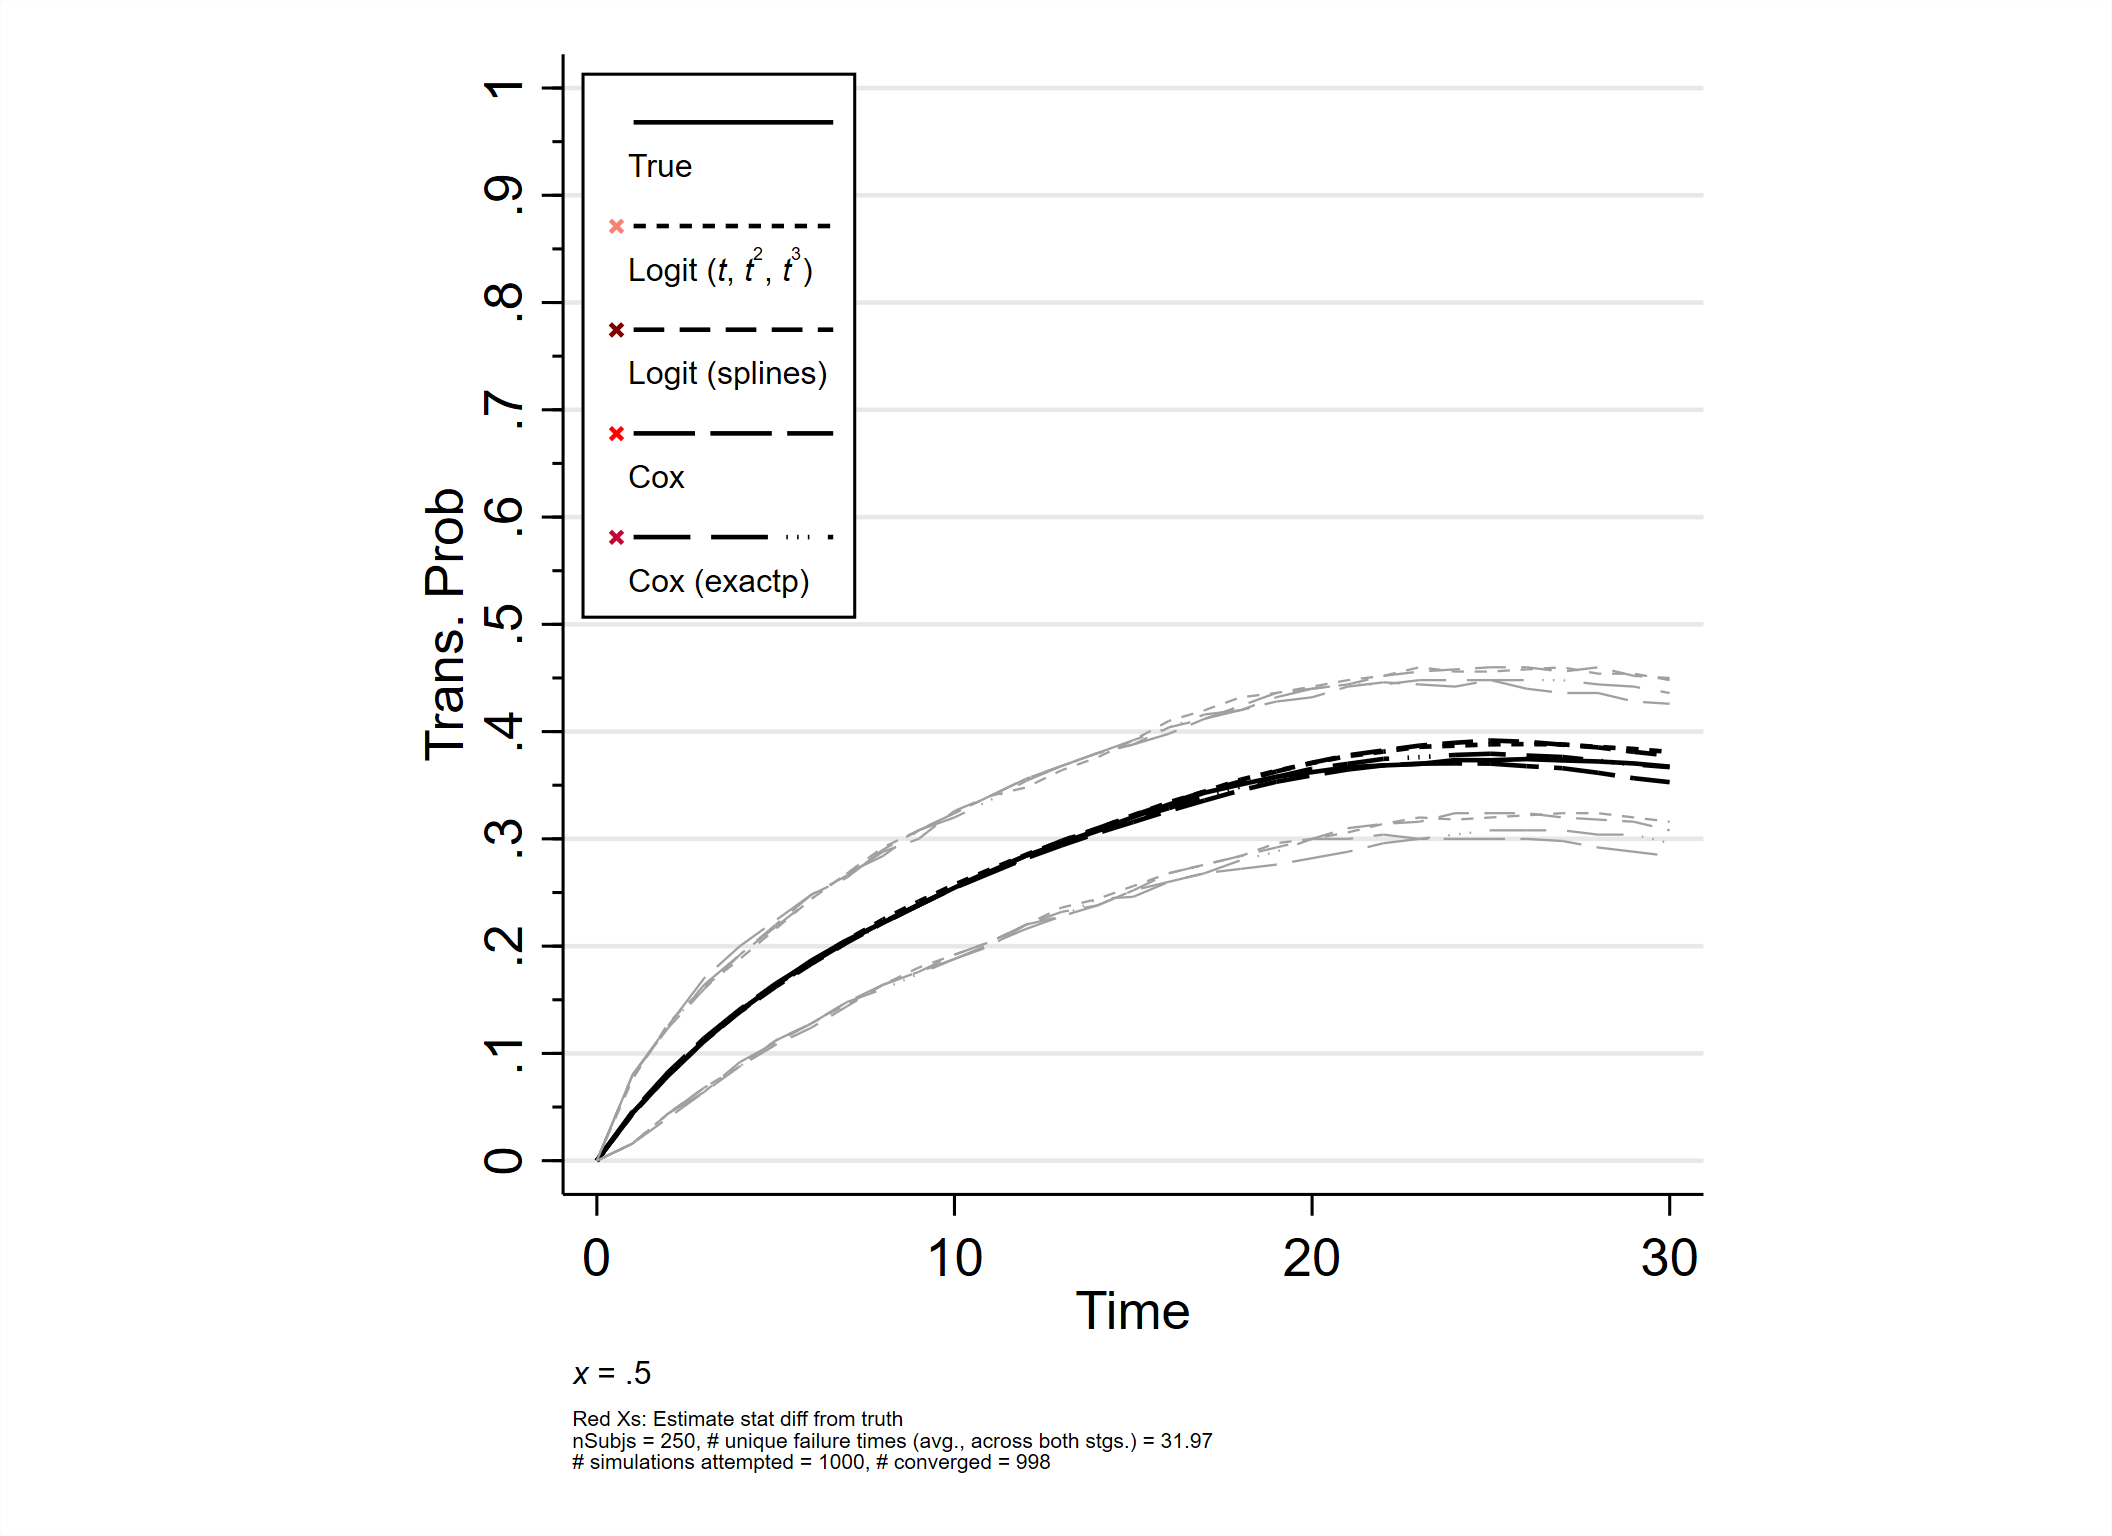 1
.9
.8
.7
.6
.5
.4
.3
.2
.1
0
Trans. Prob
True
Logit (t, t², t³)
Logit (splines)
Cox
Cox (exactp)
0 10 20 30
Time
x = .5
Red Xs: Estimate stat diff from truth
nSubjs = 250, # unique failure times (avg., across both stgs.) = 31.97
# simulations attempted = 1000, # converged = 998